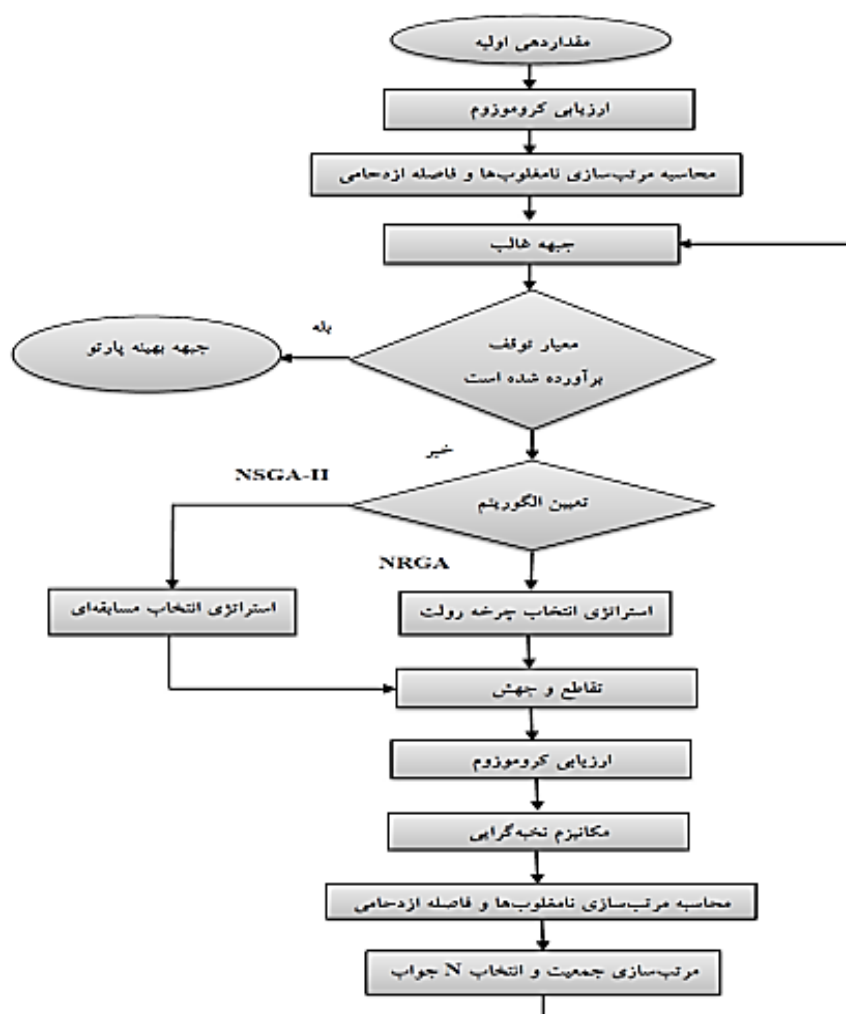 مقداردهی اولیه
ارزیابی کروموزوم
محاسبه مرتب‌سازی نامغلوب‌ها و فاصله ازدحامی
جبهه غالب
معیار توقف
برآورده شده است
بله
جبهه بهینه پارتو
خیر
NSGA-II
تعیین الگوریتم
NRGA
استراتژی انتخاب مسابقه‌ای
استراتژی انتخاب چرخه رولت
تقاطع و جهش
ارزیابی کروموزوم
مکانیزم نخبه‌گرایی
محاسبه مرتب‌سازی نامغلوب‌ها و فاصله ازدحامی
مرتب‌سازی جمعیت و انتخاب N جواب